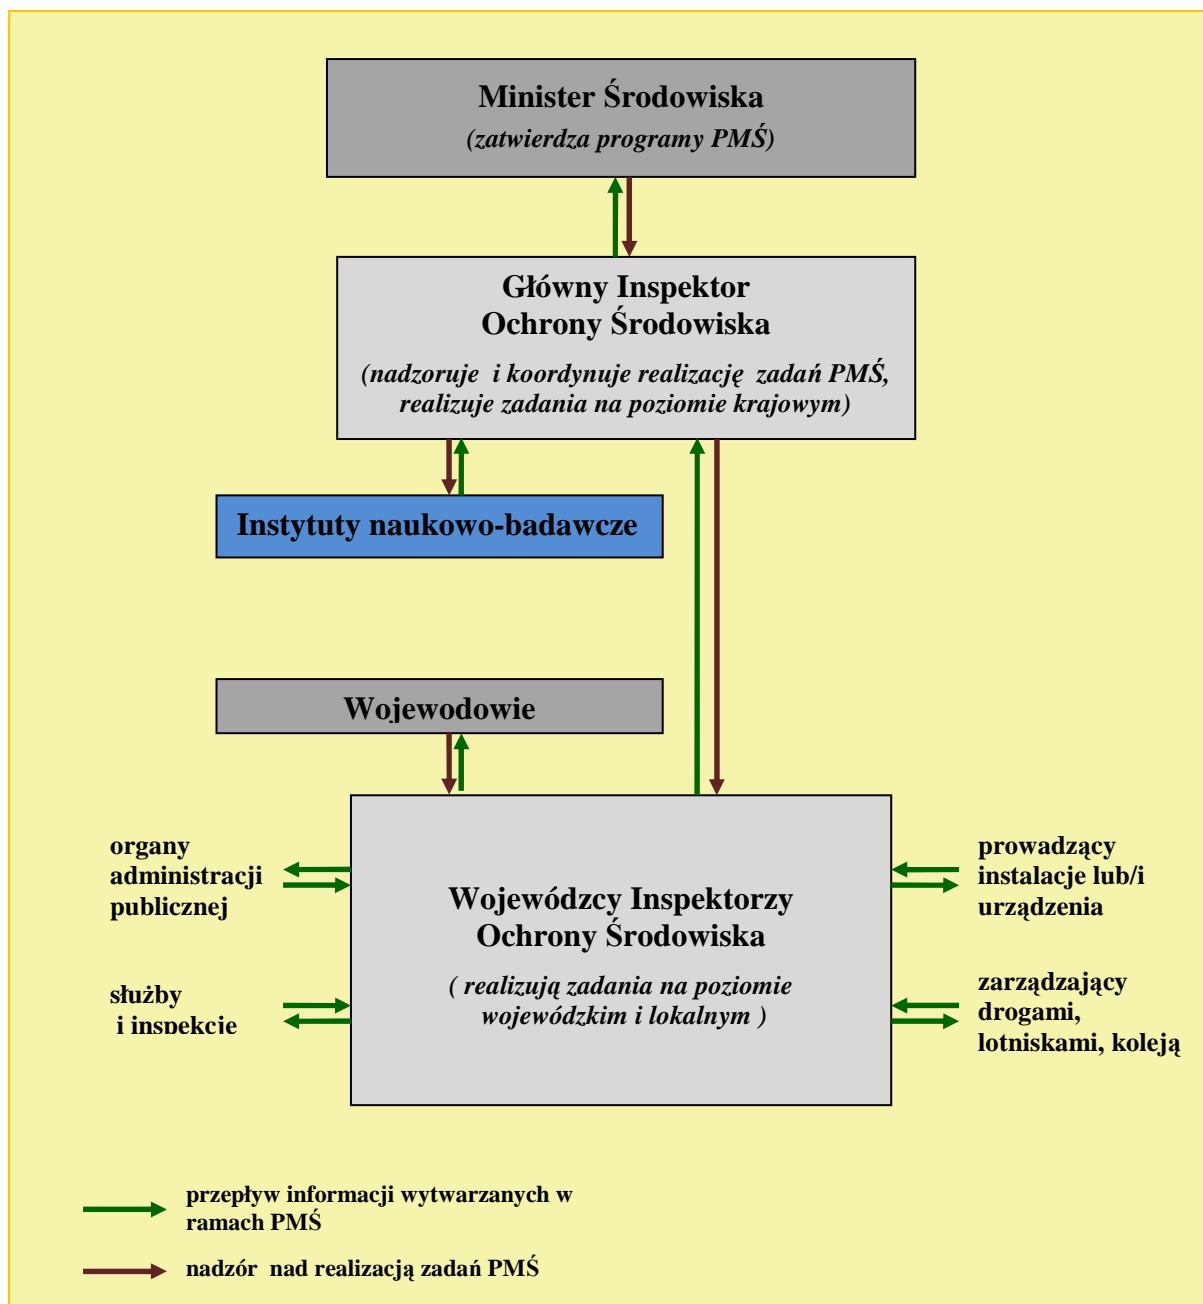 Minister Środowiska
(zatwierdza programy PMŚ)
Główny Inspektor
Ochrony Środowiska
(nadzoruje i koordynuje realizację zadań PMŚ,
realizuje zadania na poziomie krajowym)
Instytuty naukowo-badawcze
Wojewodowie
organy
administracji
publicznej
służby
i inspekcje
Wojewódzcy Inspektorzy
Ochrony Środowiska
( realizują zadania na poziomie
wojewódzkim i lokalnym )
prowadzący
instalacje lub/i
urządzenia
zarządzający
drogami,
lotniskami, koleją
przepływ informacji wytwarzanych w
ramach PMŚ
nadzór nad realizacją zadań PMŚ